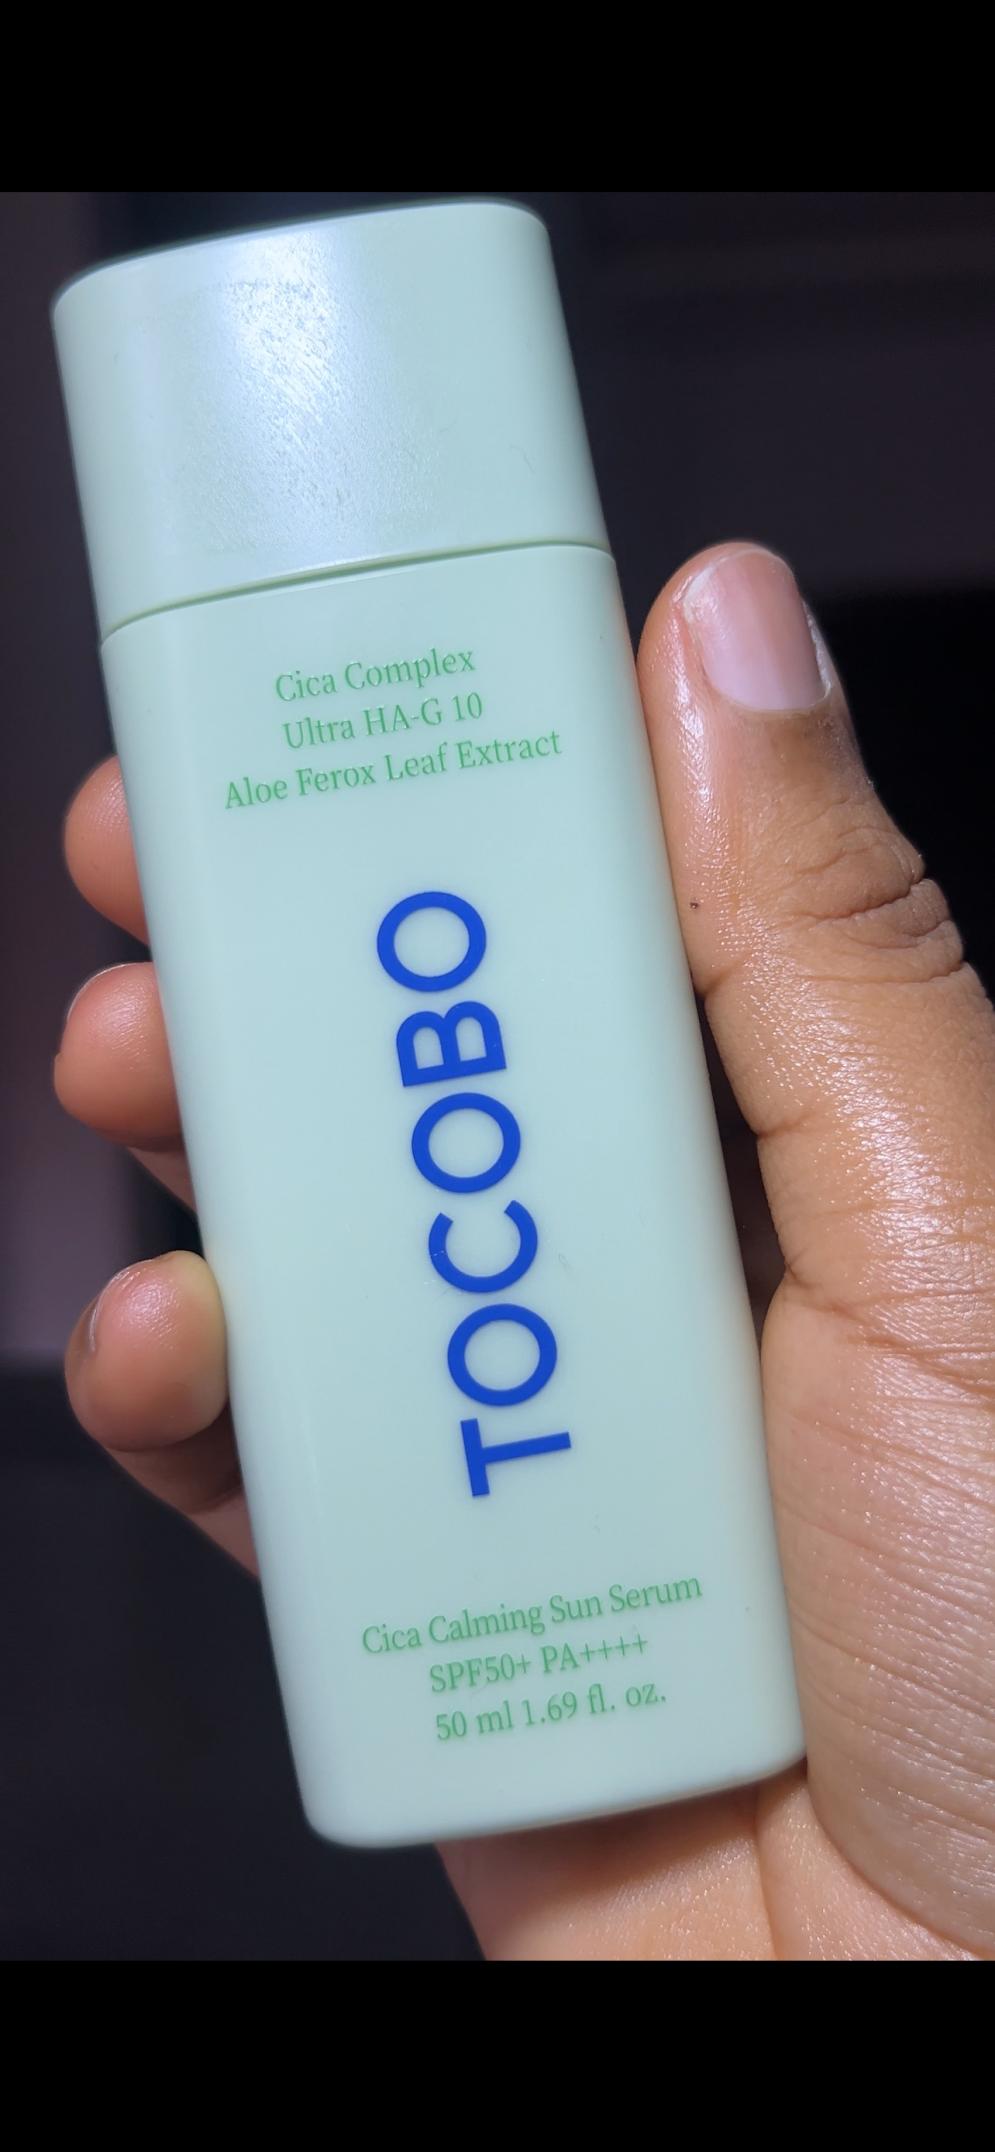 Cica Complex
Ultra HA-G 10
Aloe Ferox Leaf Extract
TOCOBO
Cica Calming Sun Serum
SPF50+ PA++++
50 ml 1.69 fl. oz.